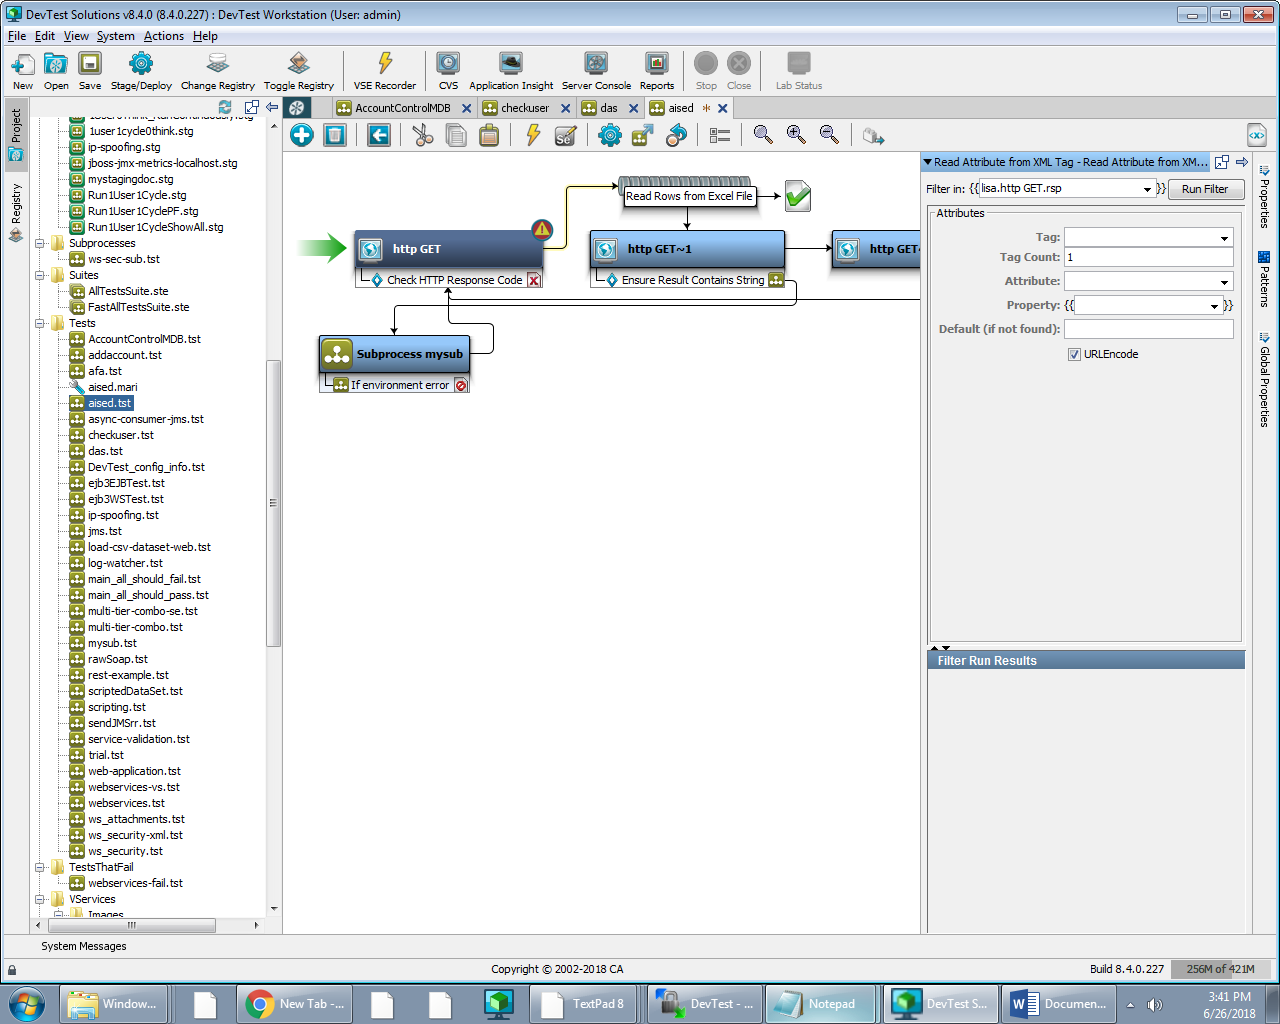 DevTest Solutions v8.4.0 (8.4.0.227) : DevTest Workstation (User: admin)
File Edit View System Actions Help
New Open Save Stage/Deploy Change Registry Toggle Registry VSE Recorder CVS Application Insight Server Console Reports Stop Close Lab Status
AccountControlMDB checkuser das aised
Project
Registry
1user1cycle0think.stg
ip-spoofing.stg
jboss-jmx-metrics-localhost.stg
mystagingdoc.stg
Run1User1Cycle.stg
Run1User1CyclePF.stg
Run1User1CycleShowAll.stg
Subprocesses
ws-sec-sub.tst
Suites
AllTestsSuite.ste
FastAllTestsSuite.ste
Tests
AccountControlMDB.tst
addaccount.tst
afa.tst
aised.mari
aised.tst
async-consumer-jms.tst
checkuser.tst
das.tst
DevTest_config_info.tst
ejb3EJBTest.tst
ejb3WSTest.tst
ip-spoofing.tst
jms.tst
load-csv-dataset-web.tst
log-watcher.tst
main_all_should_fail.tst
main_all_should_pass.tst
multi-tier-combo-se.tst
multi-tier-combo.tst
mysub.tst
rawSoap.tst
rest-example.tst
scriptedDataSet.tst
scripting.tst
sendJMSrr.tst
service-validation.tst
trial.tst
web-application.tst
webservices-vs.tst
webservices.tst
ws_attachments.tst
ws_security-xml.tst
ws_security.tst
TestsThatFail
webservices-fail.tst
VServices
Images
Read Rows from Excel File
http GET
Check HTTP Response Code
http GET~1
Ensure Result Contains String
http GET
Subprocess mysub
If environment error
Read Attribute from XML Tag - Read Attribute from XM...
Filter in: {{lisa.http GET.rsp}} Run Filter
Attributes
Tag:
Tag Count: 1
Attribute:
Property: {{ }}
Default (if not found):
URLEncode
Filter Run Results
Properties
Patterns
Global Properties
System Messages
Copyright © 2002-2018 CA
Build 8.4.0.227 256M of 421M
Window... New Tab -... TextPad 8 DevTest - ... Notepad DevTest S... Documen...
3:41 PM
6/26/2018